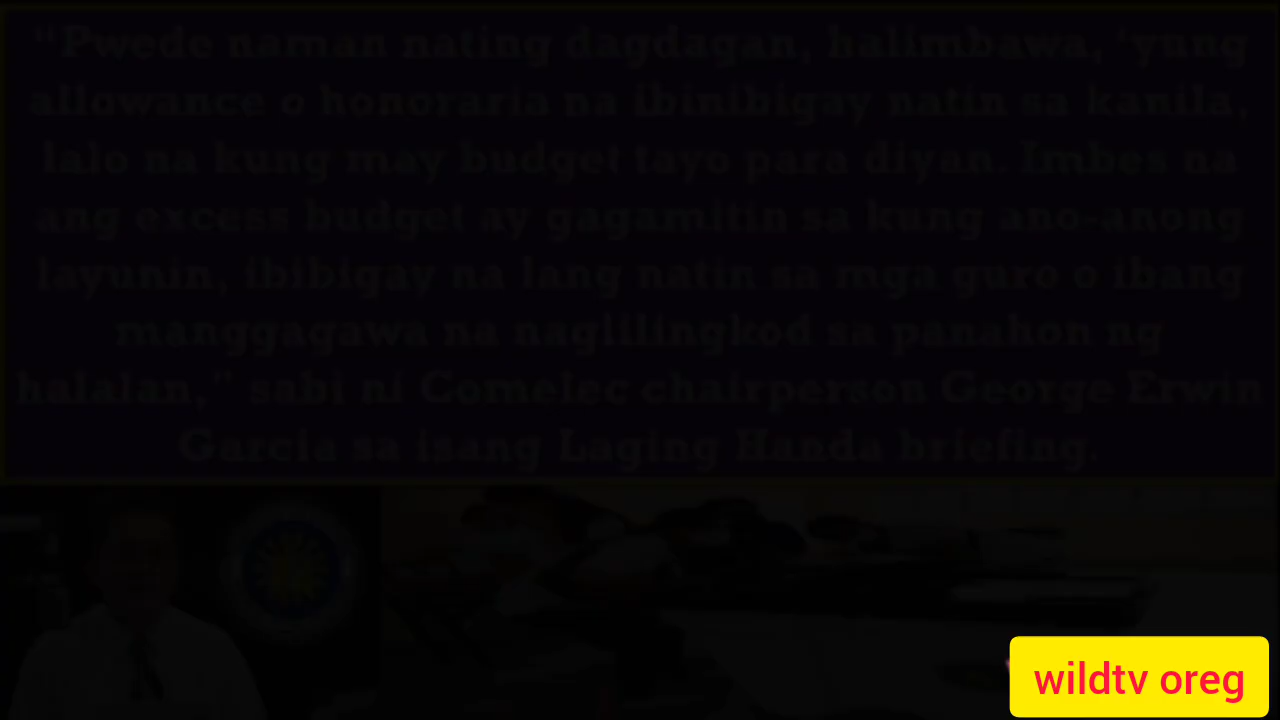 “Pwede naman nating dagdagan, halimbawa, ‘yung
allowance o honoraria na ibinibigay natin sa kanila,
lalo na kung may budget tayo para diyan. Imbes na
ang excess budget ay gagamitin sa kung ano-anong
layunin, ibibigay na lang natin sa mga guro o ibang
manggagawa na naglilingkod sa panahon ng
halalan,” sabi ni Comelec chairperson George Erwin
Garcia sa isang Laging Handa briefing.
wildtv oreg